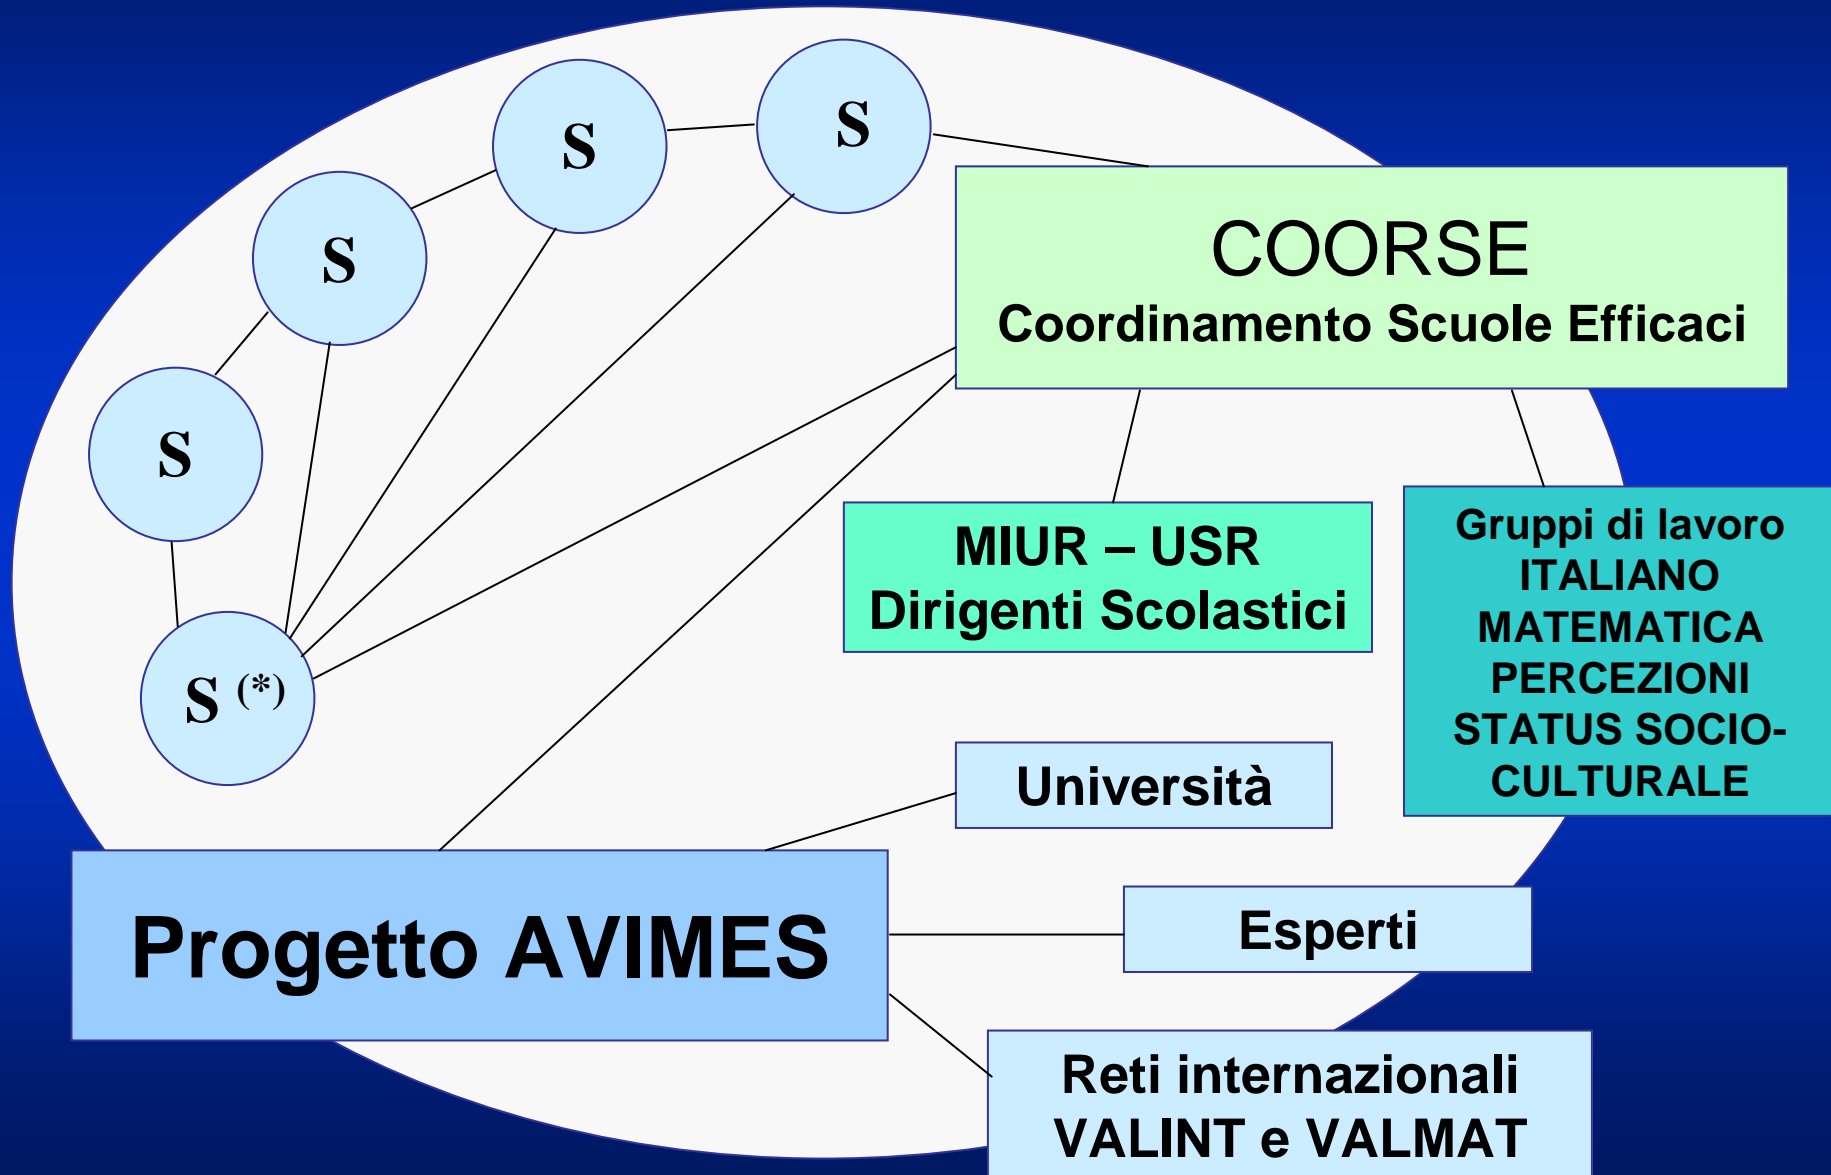 S
S
S
S
S (*)
COORSE
Coordinamento Scuole Efficaci
MIUR – USR
Dirigenti Scolastici
Gruppi di lavoro
ITALIANO
MATEMATICA
PERCEZIONI
STATUS SOCIO-
CULTURALE
Università
Progetto AVIMES
Esperti
Reti internazionali
VALINT e VALMAT